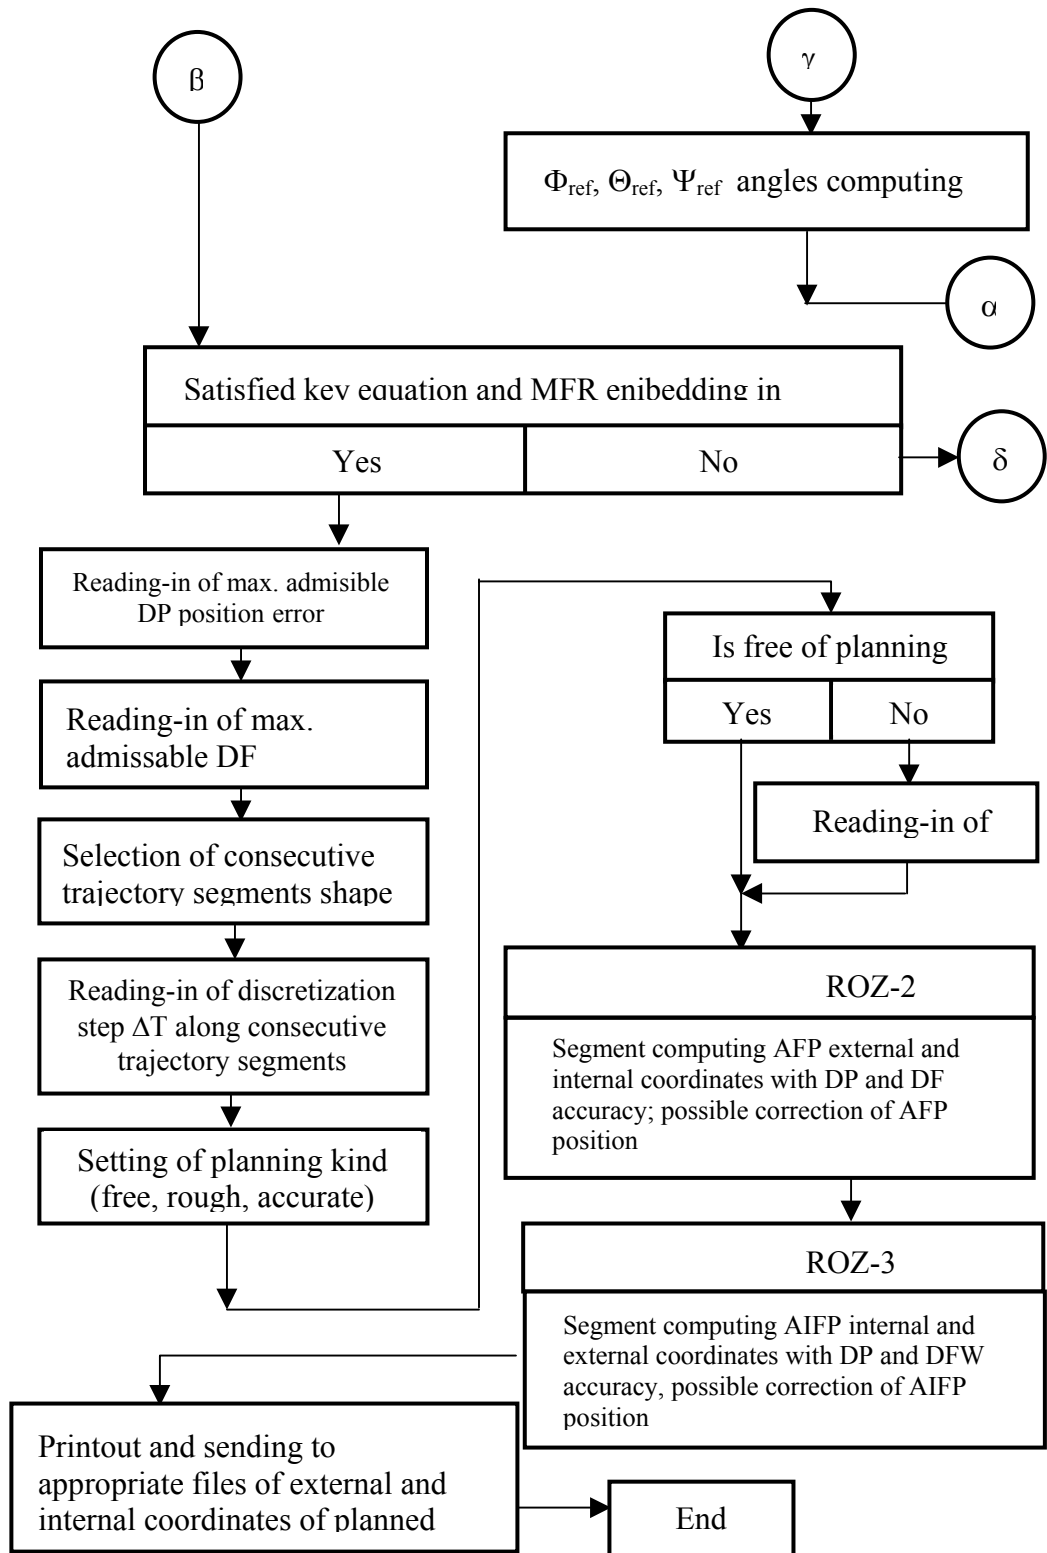 β
γ
Φref, Θref, Ψref angles computing
α
Satisfied key equation and MFR enibedding in
Yes
No
δ
Reading-in of max. admisible
DP position error
Reading-in of max.
admissable DF
Selection of consecutive
trajectory segments shape
Reading-in of discretization
step ΔT along consecutive
trajectory segments
Setting of planning kind
(free, rough, accurate)
Is free of planning
Yes
No
Reading-in of
ROZ-2
Segment computing AFP external and
internal coordinates with DP and DF
accuracy; possible correction of AFP
position
ROZ-3
Segment computing AIFP internal and
external coordinates with DP and DFW
accuracy, possible correction of AIFP
position
Printout and sending to
appropriate files of external and
internal coordinates of planned
End